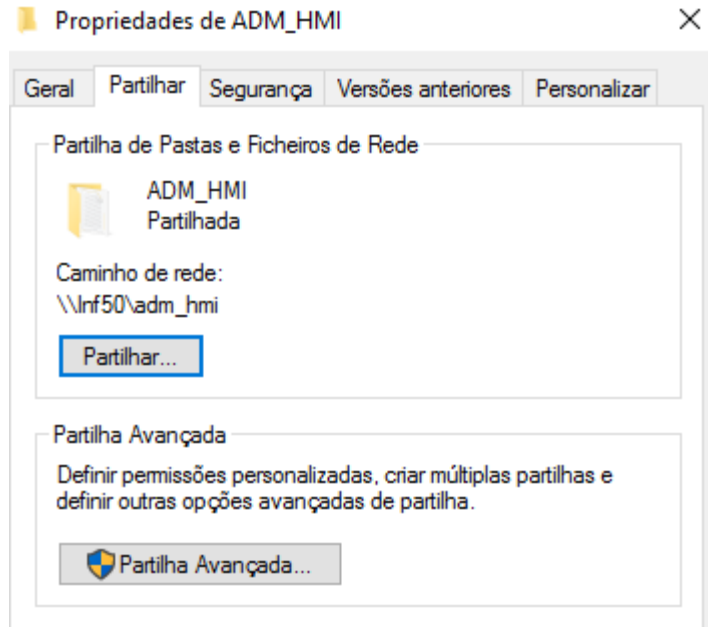 Propriedades de ADM_HMI
Geral
Partilhar
Segurança
Versões anteriores
Personalizar
Partilha de Pastas e Ficheiros de Rede
ADM_HMI
Partilhada
Caminho de rede:
\\Inf50\adm_hmi
Partilhar...
Partilha Avançada
Definir permissões personalizadas, criar múltiplas partilhas e
definir outras opções avançadas de partilha.
Partilha Avançada...